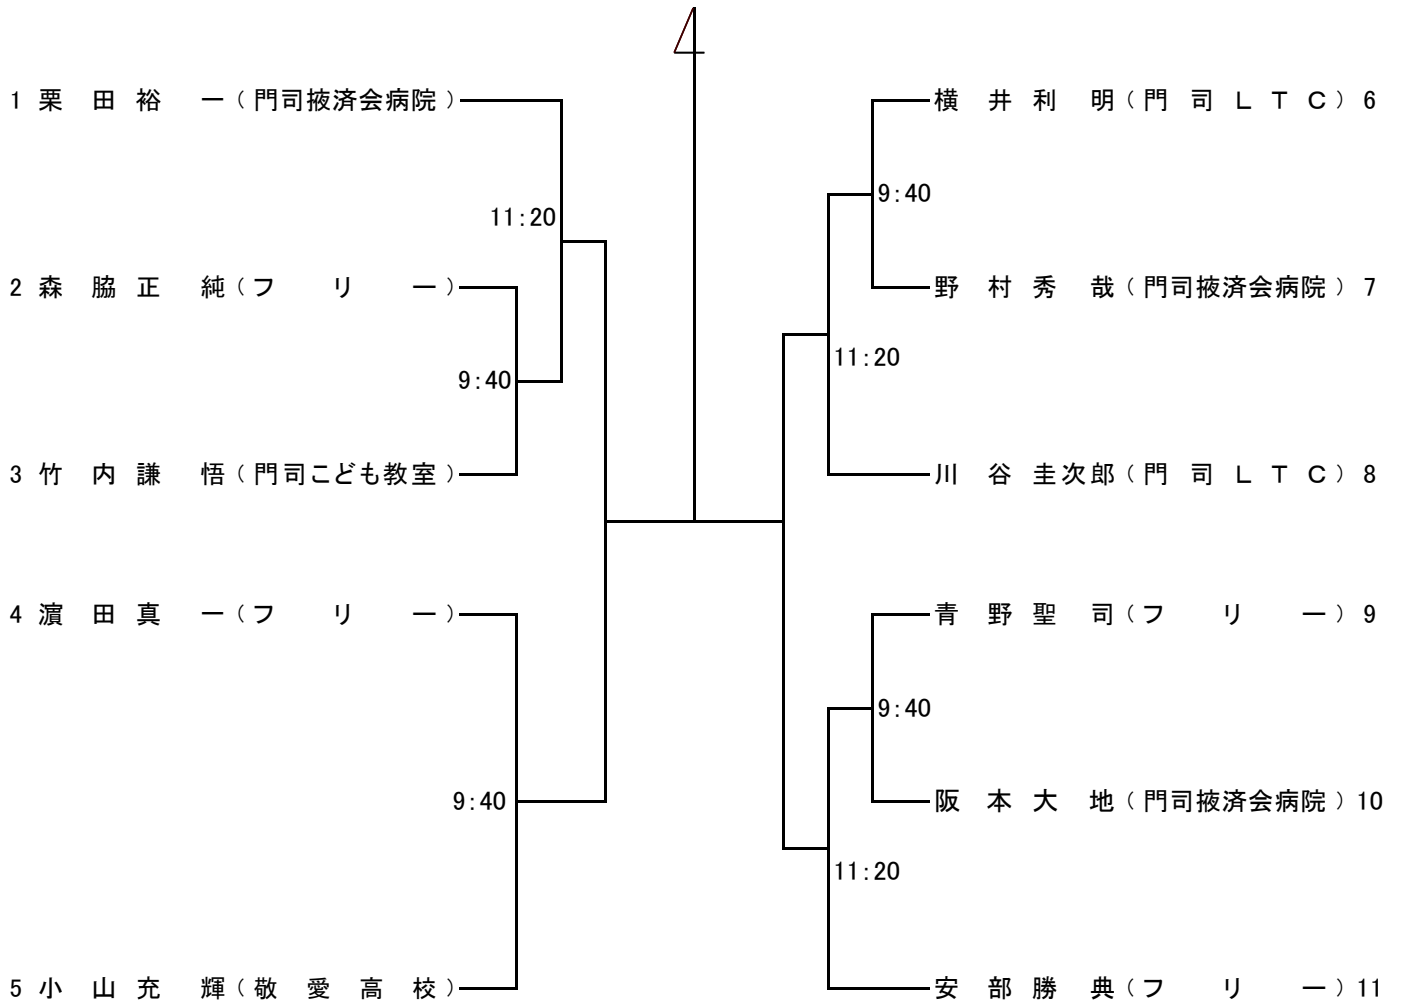 1 栗田裕一(門司掖済会病院)
11:20
2 森脇正純(フリー)
9:40
3 竹内謙悟(門司こども教室)
4 濵田真一(フリー)
9:40
5 小山充輝(敬愛高校)
横井利明(門司LTC) 6
9:40
野村秀哉(門司掖済会病院) 7
11:20
川谷圭次郎(門司LTC) 8
青野聖司(フリー) 9
9:40
阪本大地(門司掖済会病院) 10
11:20
安部勝典(フリー) 11